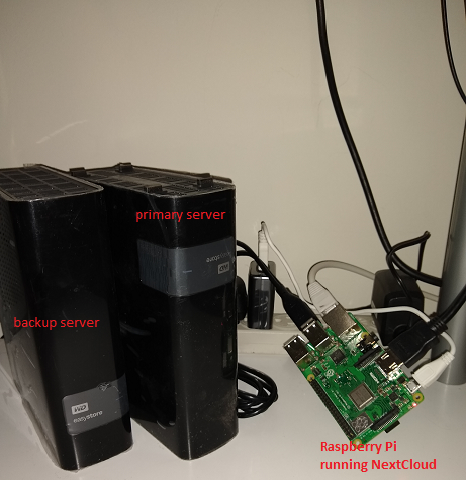 primary server
easystore
WD
backup server
WD
easystore
Raspberry Pi
running NextCloud